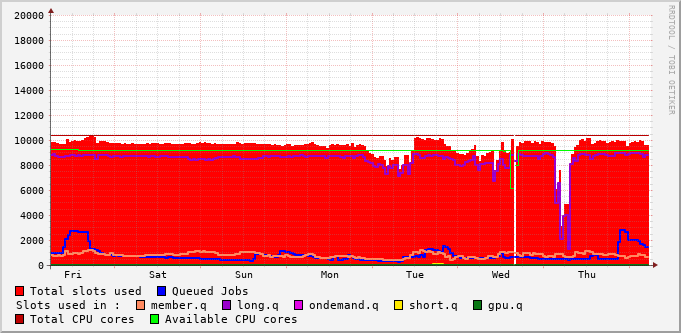 RRDTOOL / TOBI OETIKER
20000
18000
16000
14000
12000
10000
8000
6000
4000
2000
0
Fri Sat Sun Mon Tue Wed Thu
Total slots used Queued Jobs
Slots used in : member.q long.q ondemand.q short.q gpu.q
Total CPU cores Available CPU cores